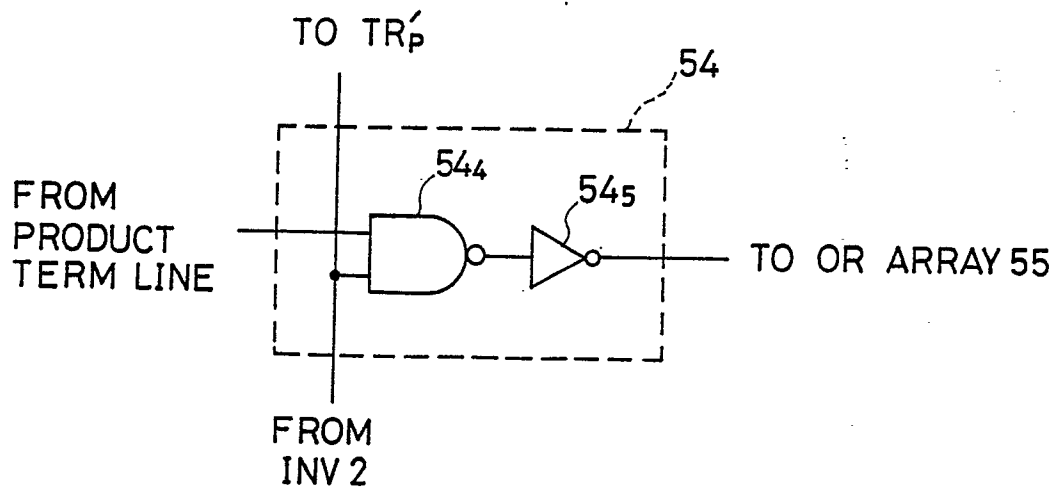 TO TR'p
54
544
545
FROM
PRODUCT
TERM LINE
TO OR ARRAY 55
FROM
INV 2